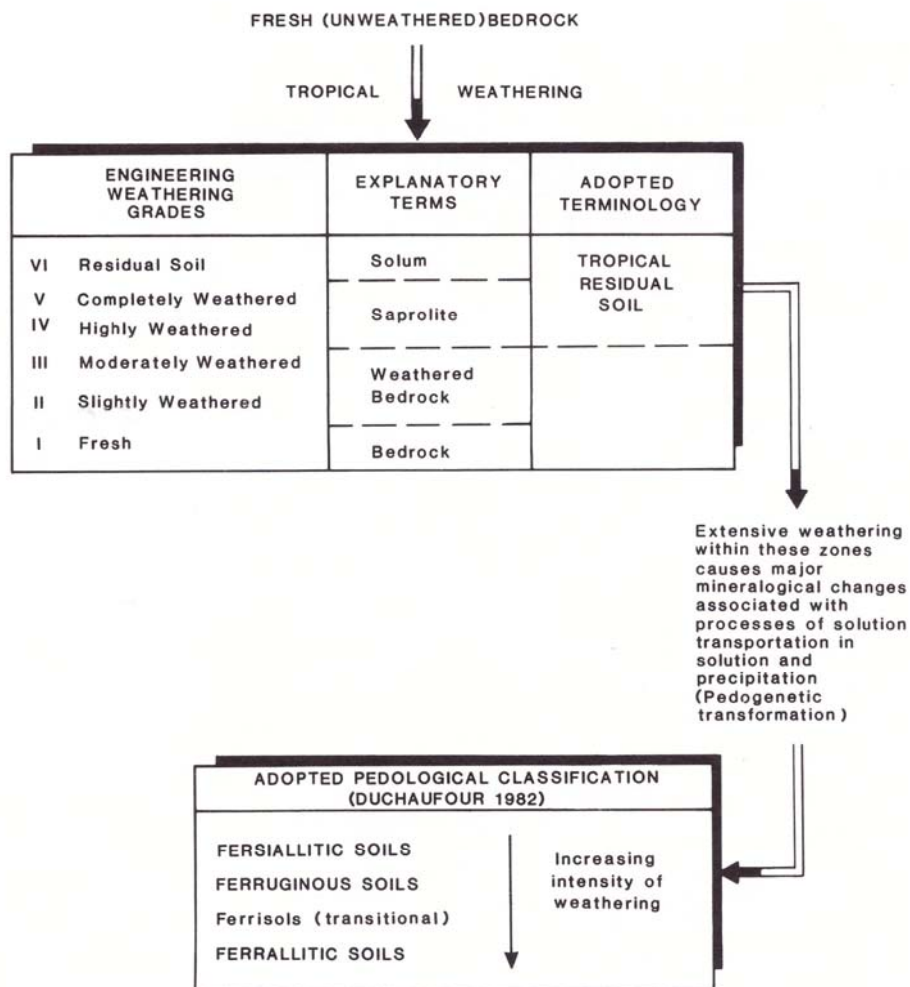 FRESH (UNWEATHERED)BEDROCK
TROPICAL WEATHERING
ENGINEERING
WEATHERING
GRADES
EXPLANATORY
TERMS
ADOPTED
TERMINOLOGY
VI Residual Soil
V Completely Weathered
IV Highly Weathered
III Moderately Weathered
II Slightly Weathered
I Fresh
Solum
Saprolite
Weathered
Bedrock
Bedrock
TROPICAL
RESIDUAL
SOIL
Extensive weathering
within these zones
causes major
mineralogical changes
associated with
processes of solution
transportation in
solution and
precipitation
(Pedogenetic
transformation)
ADOPTED PEDOLOGICAL CLASSIFICATION
(DUCHAUFOUR 1982)
FERSIALLITIC SOILS
FERRUGINOUS SOILS
Ferrisols (transitional)
FERRALLITIC SOILS
Increasing
intensity of
weathering